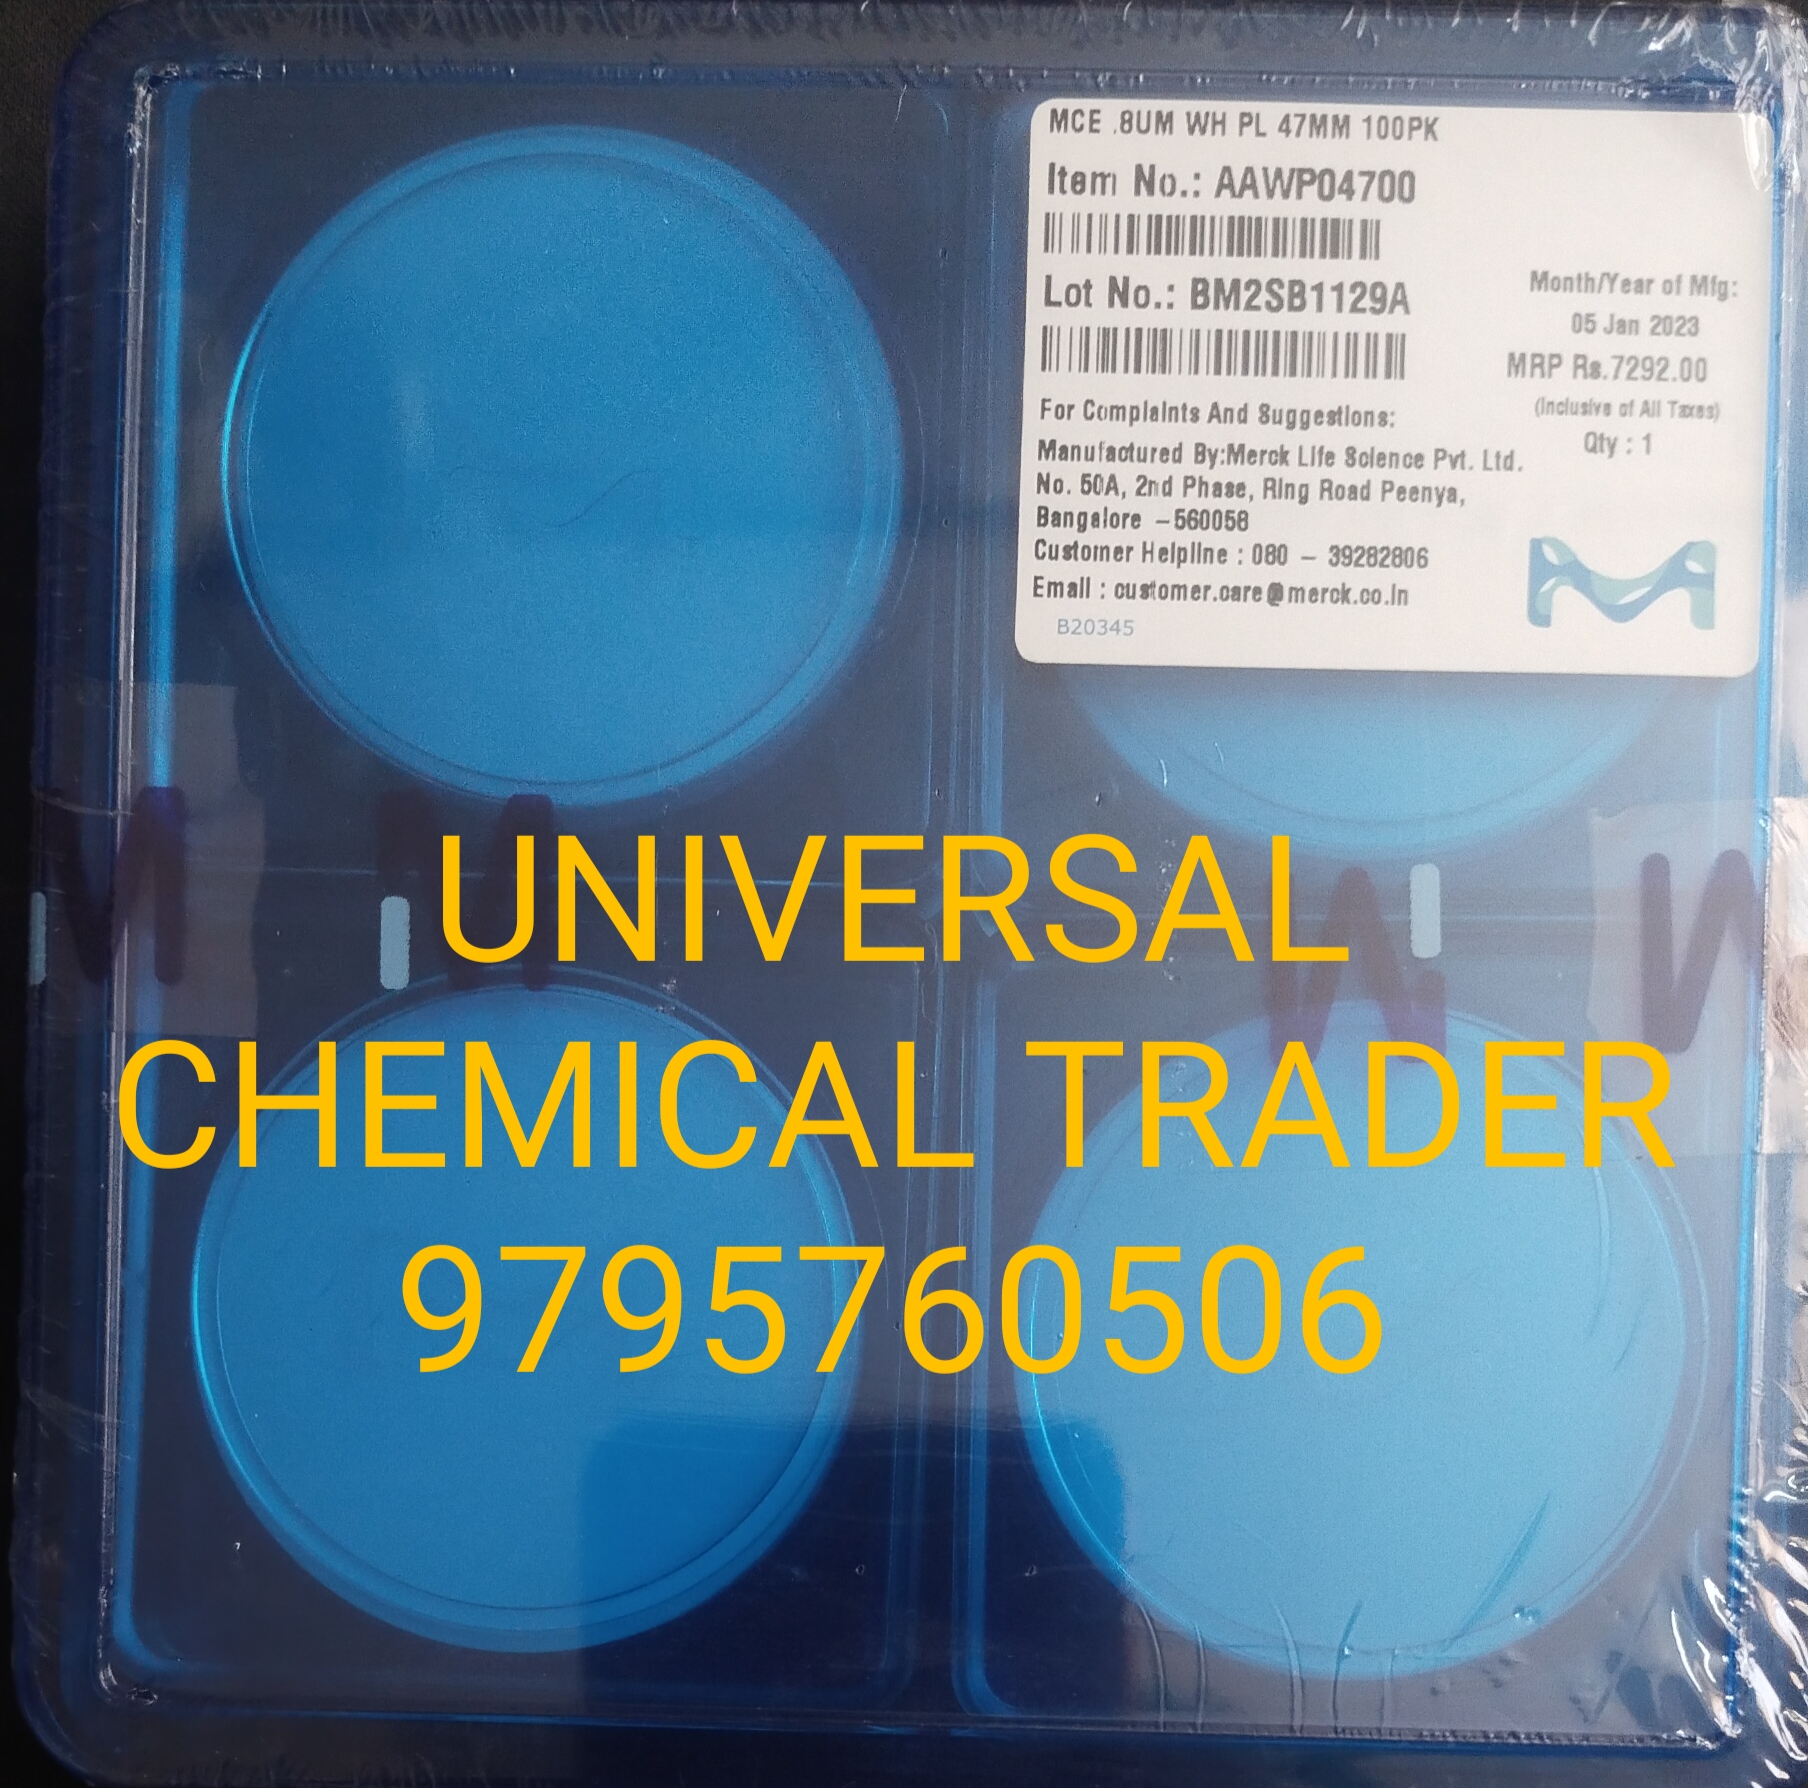 MCE .8UM WH PL 47MM 100PK
Item No.: AAWP04700
Lot No.: BM2SB1129A
Month/Year of Mfg:
05 Jan 2023
MRP Rs.7292.00
(Inclusive of All Taxes)
Qty : 1
For Complaints And Suggestions:
Manufactured By:Merck Life Science Pvt. Ltd.
No. 50A, 2nd Phase, Ring Road Peenya,
Bangalore – 560058
Customer Helpline : 080 – 39282806
Email : customer.care@merck.co.in
B20345
UNIVERSAL
CHEMICAL TRADER
9795760506